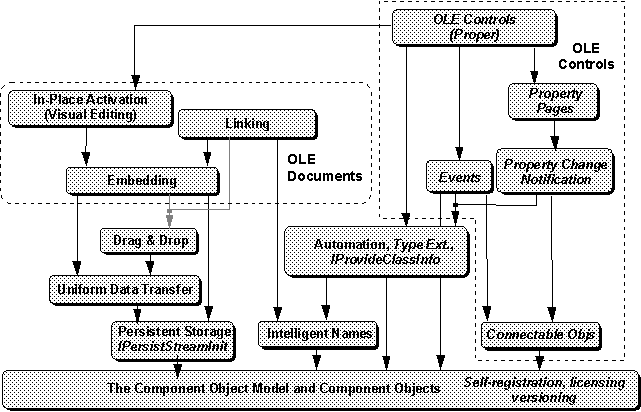 OLE Controls
(Proper)
OLE
Controls
In-Place Activation
(Visual Editing)
Property
Pages
Linking
OLE
Documents
Embedding
Events
Property Change
Notification
Drag & Drop
Automation, Type Ext.,
IProvideClassInfo
Uniform Data Transfer
Persistent Storage
IPersistStreamInit
Intelligent Names
Connectable Objs
The Component Object Model and Component Objects
Self-registration, licensing
versioning